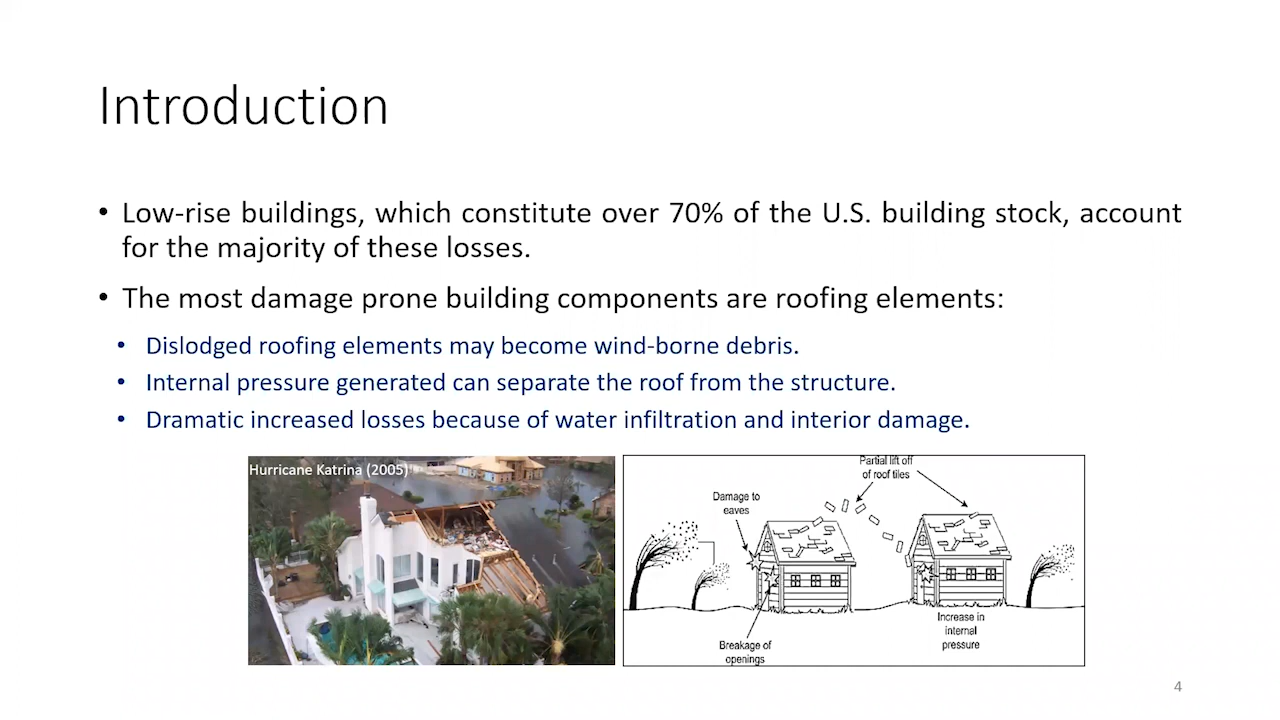 Introduction
• Low-rise buildings, which constitute over 70% of the U.S. building stock, account
for the majority of these losses.
• The most damage prone building components are roofing elements:
• Dislodged roofing elements may become wind-borne debris.
• Internal pressure generated can separate the roof from the structure.
• Dramatic increased losses because of water infiltration and interior damage.
Hurricane Katrina (2005)
Partial lift off
of roof tiles
Damage to
eaves
Breakage of
openings
Increase in
internal
pressure
4